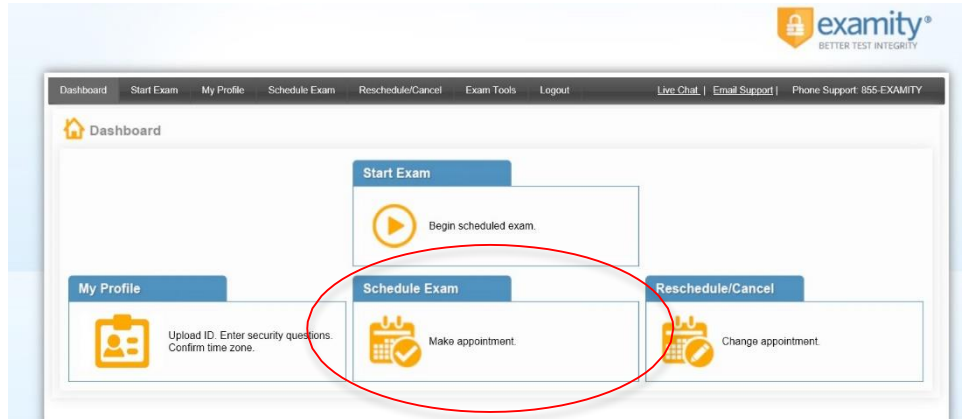 examity®
BETTER TEST INTEGRITY
Dashboard Start Exam My Profile Schedule Exam Reschedule/Cancel Exam Tools Logout Live Chat | Email Support | Phone Support: 855-EXAMITY
Dashboard
Start Exam
Begin scheduled exam.
My Profile
Upload ID. Enter security questions.
Confirm time zone.
Schedule Exam
Make appointment.
Reschedule/Cancel
Change appointment.